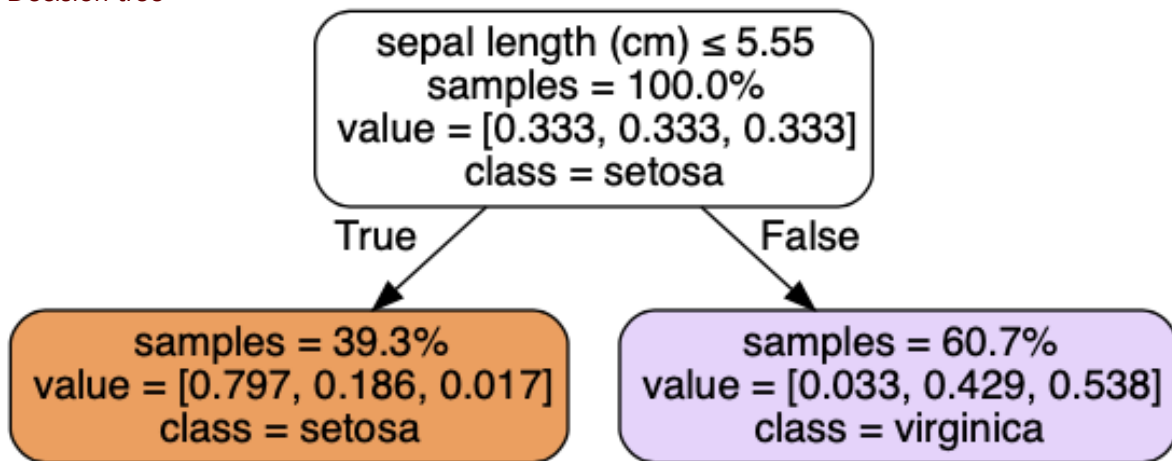 Decision tree
sepal length (cm) ≤ 5.55
samples = 100.0%
value = [0.333, 0.333, 0.333]
class = setosa
True
False
samples = 39.3%
value = [0.797, 0.186, 0.017]
class = setosa
samples = 60.7%
value = [0.033, 0.429, 0.538]
class = virginica